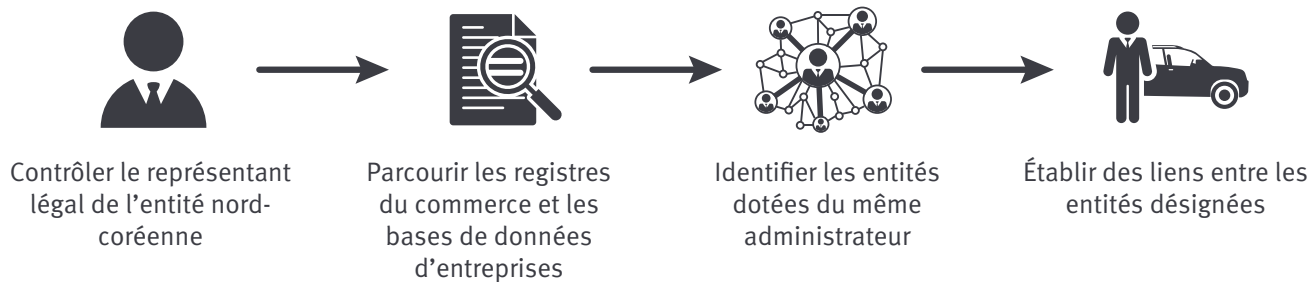 Contrôler le représentant
légal de l’entité nord-
coréenne
Parcourir les registres
du commerce et les
bases de données
d’entreprises
Identifier les entités
dotées du même
administrateur
Établir des liens entre les
entités désignées